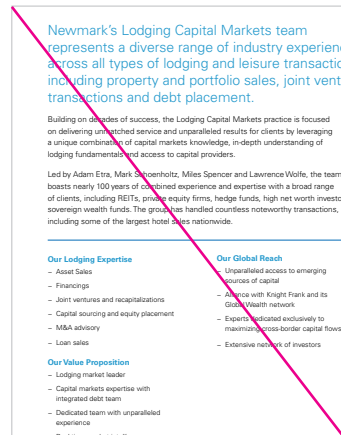 Newmark's Lodging Capital Markets team
represents a diverse range of industry experien
across all types of lodging and leisure transactio
including property and portfolio sales, joint vent
transactions and debt placement.
Building on decades of success, the Lodging Capital Markets practice is focused
on delivering unmatched service and unparalleled results for clients by leveraging
a unique combination of capital markets knowledge, in-depth understanding of
lodging fundamentals and access to capital providers.
Led by Adam Etra, Mark Schoenholtz, Miles Spencer and Lawrence Wolfe, the team
boasts nearly 100 years of combined experience and expertise with a broad range
of clients, including REITs, private equity firms, hedge funds, high net worth investo
sovereign wealth funds. The group has handled countless noteworthy transactions,
including some of the largest hotel sales nationwide.
Our Lodging Expertise
– Asset Sales
– Financings
– Joint ventures and recapitalizations
– Capital sourcing and equity placement
– M&A advisory
– Loan sales
Our Value Proposition
– Lodging market leader
– Capital markets expertise with
integrated debt team
– Dedicated team with unparalleled
experience
Our Global Reach
– Unparalleled access to emerging
sources of capital
– Alliance with Knight Frank and its
Global Wealth network
– Experts dedicated exclusively to
maximizing cross-border capital flows
– Extensive network of investors